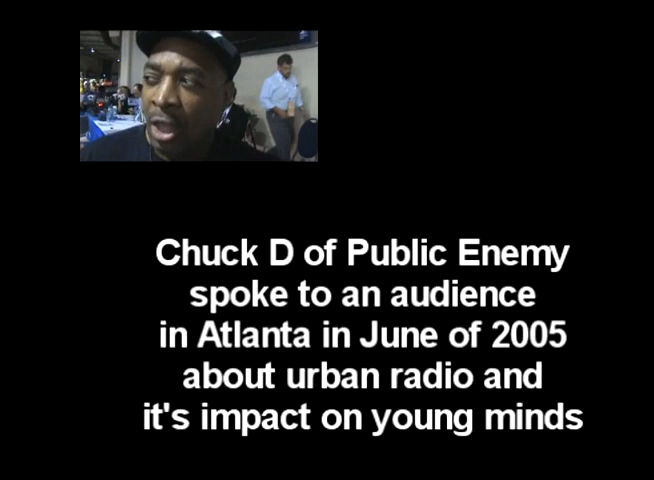 Chuck D of Public Enemy
spoke to an audience
in Atlanta in June of 2005
about urban radio and
it's impact on young minds